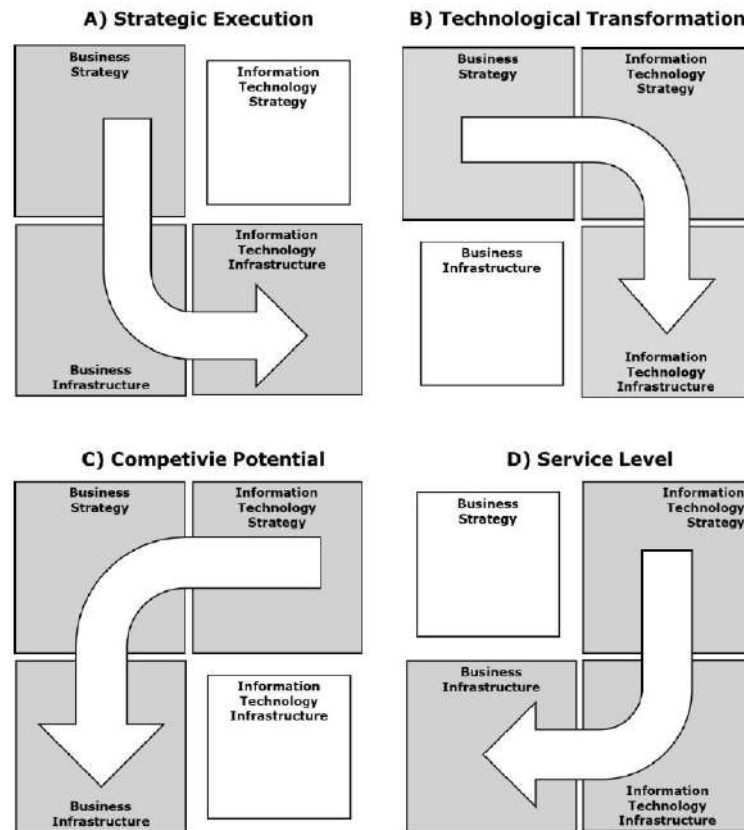 A) Strategic Execution
Business
Strategy
Information
Technology
Strategy
Information
Technology
Infrastructure
Business
Infrastructure
B) Technological Transformation
Business
Strategy
Information
Technology
Strategy
Business
Infrastructure
Information
Technology
Infrastructure
C) Competivie Potential
Business
Strategy
Information
Technology
Strategy
Information
Technology
Infrastructure
Business
Infrastructure
D) Service Level
Business
Strategy
Information
Technology
Strategy
Business
Infrastructure
Information
Technology
Infrastructure